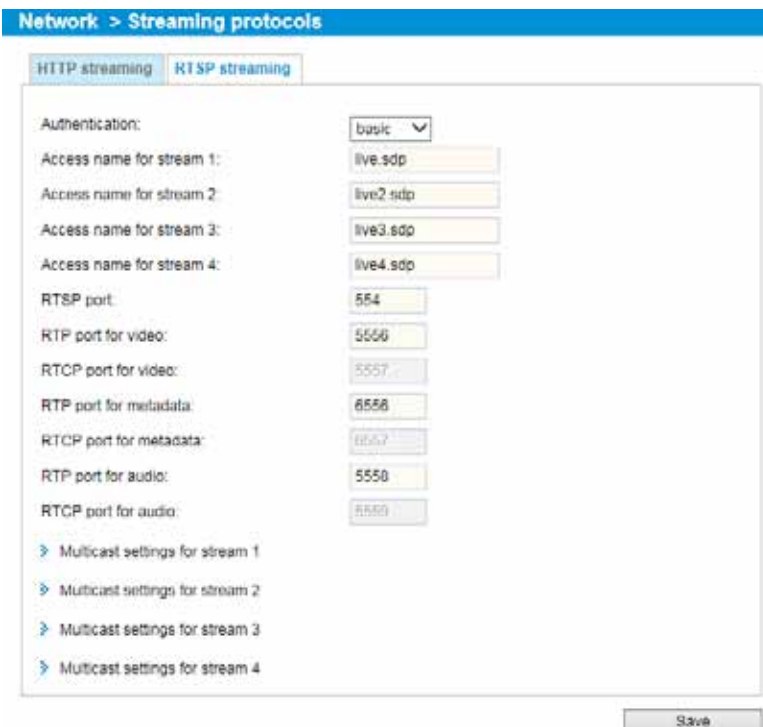 Network > Streaming protocols
HTTP streaming RTSP streaming
Authentication: basic
Access name for stream 1: live.sdp
Access name for stream 2: live2.sdp
Access name for stream 3: live3.sdp
Access name for stream 4: live4.sdp
RTSP port: 554
RTP port for video: 5556
RTCP port for video: 5557
RTP port for metadata: 6556
RTCP port for metadata: 6557
RTP port for audio: 5558
RTCP port for audio: 5559
Multicast settings for stream 1
Multicast settings for stream 2
Multicast settings for stream 3
Multicast settings for stream 4
Save